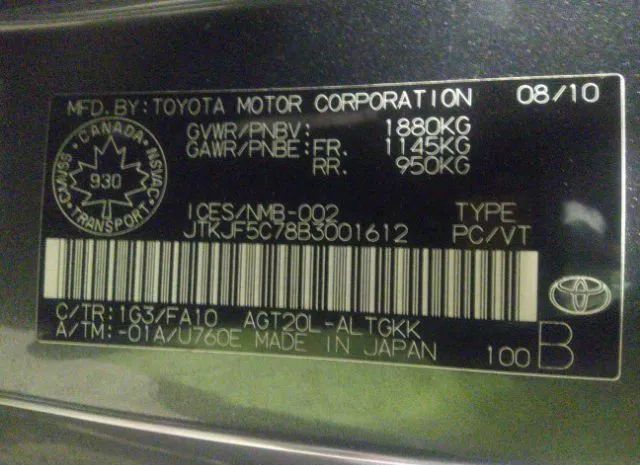 MFD.BY:TOYOTA MOTOR CORPORATION 08/10
GVWR/PNBV: 1880KG
GAWR/PNBE:FR. 1145KG
RR. 950KG
CANADA
CMVSS NSVAC
930
TRANSPORT
ICES/NMB-002 TYPE
JTKJF5C78B3001612 PC/VT
C/TR:1G3/FA10 AGT20L-ALTGKK
A/TM:-01A/U760E MADE IN JAPAN 100 B